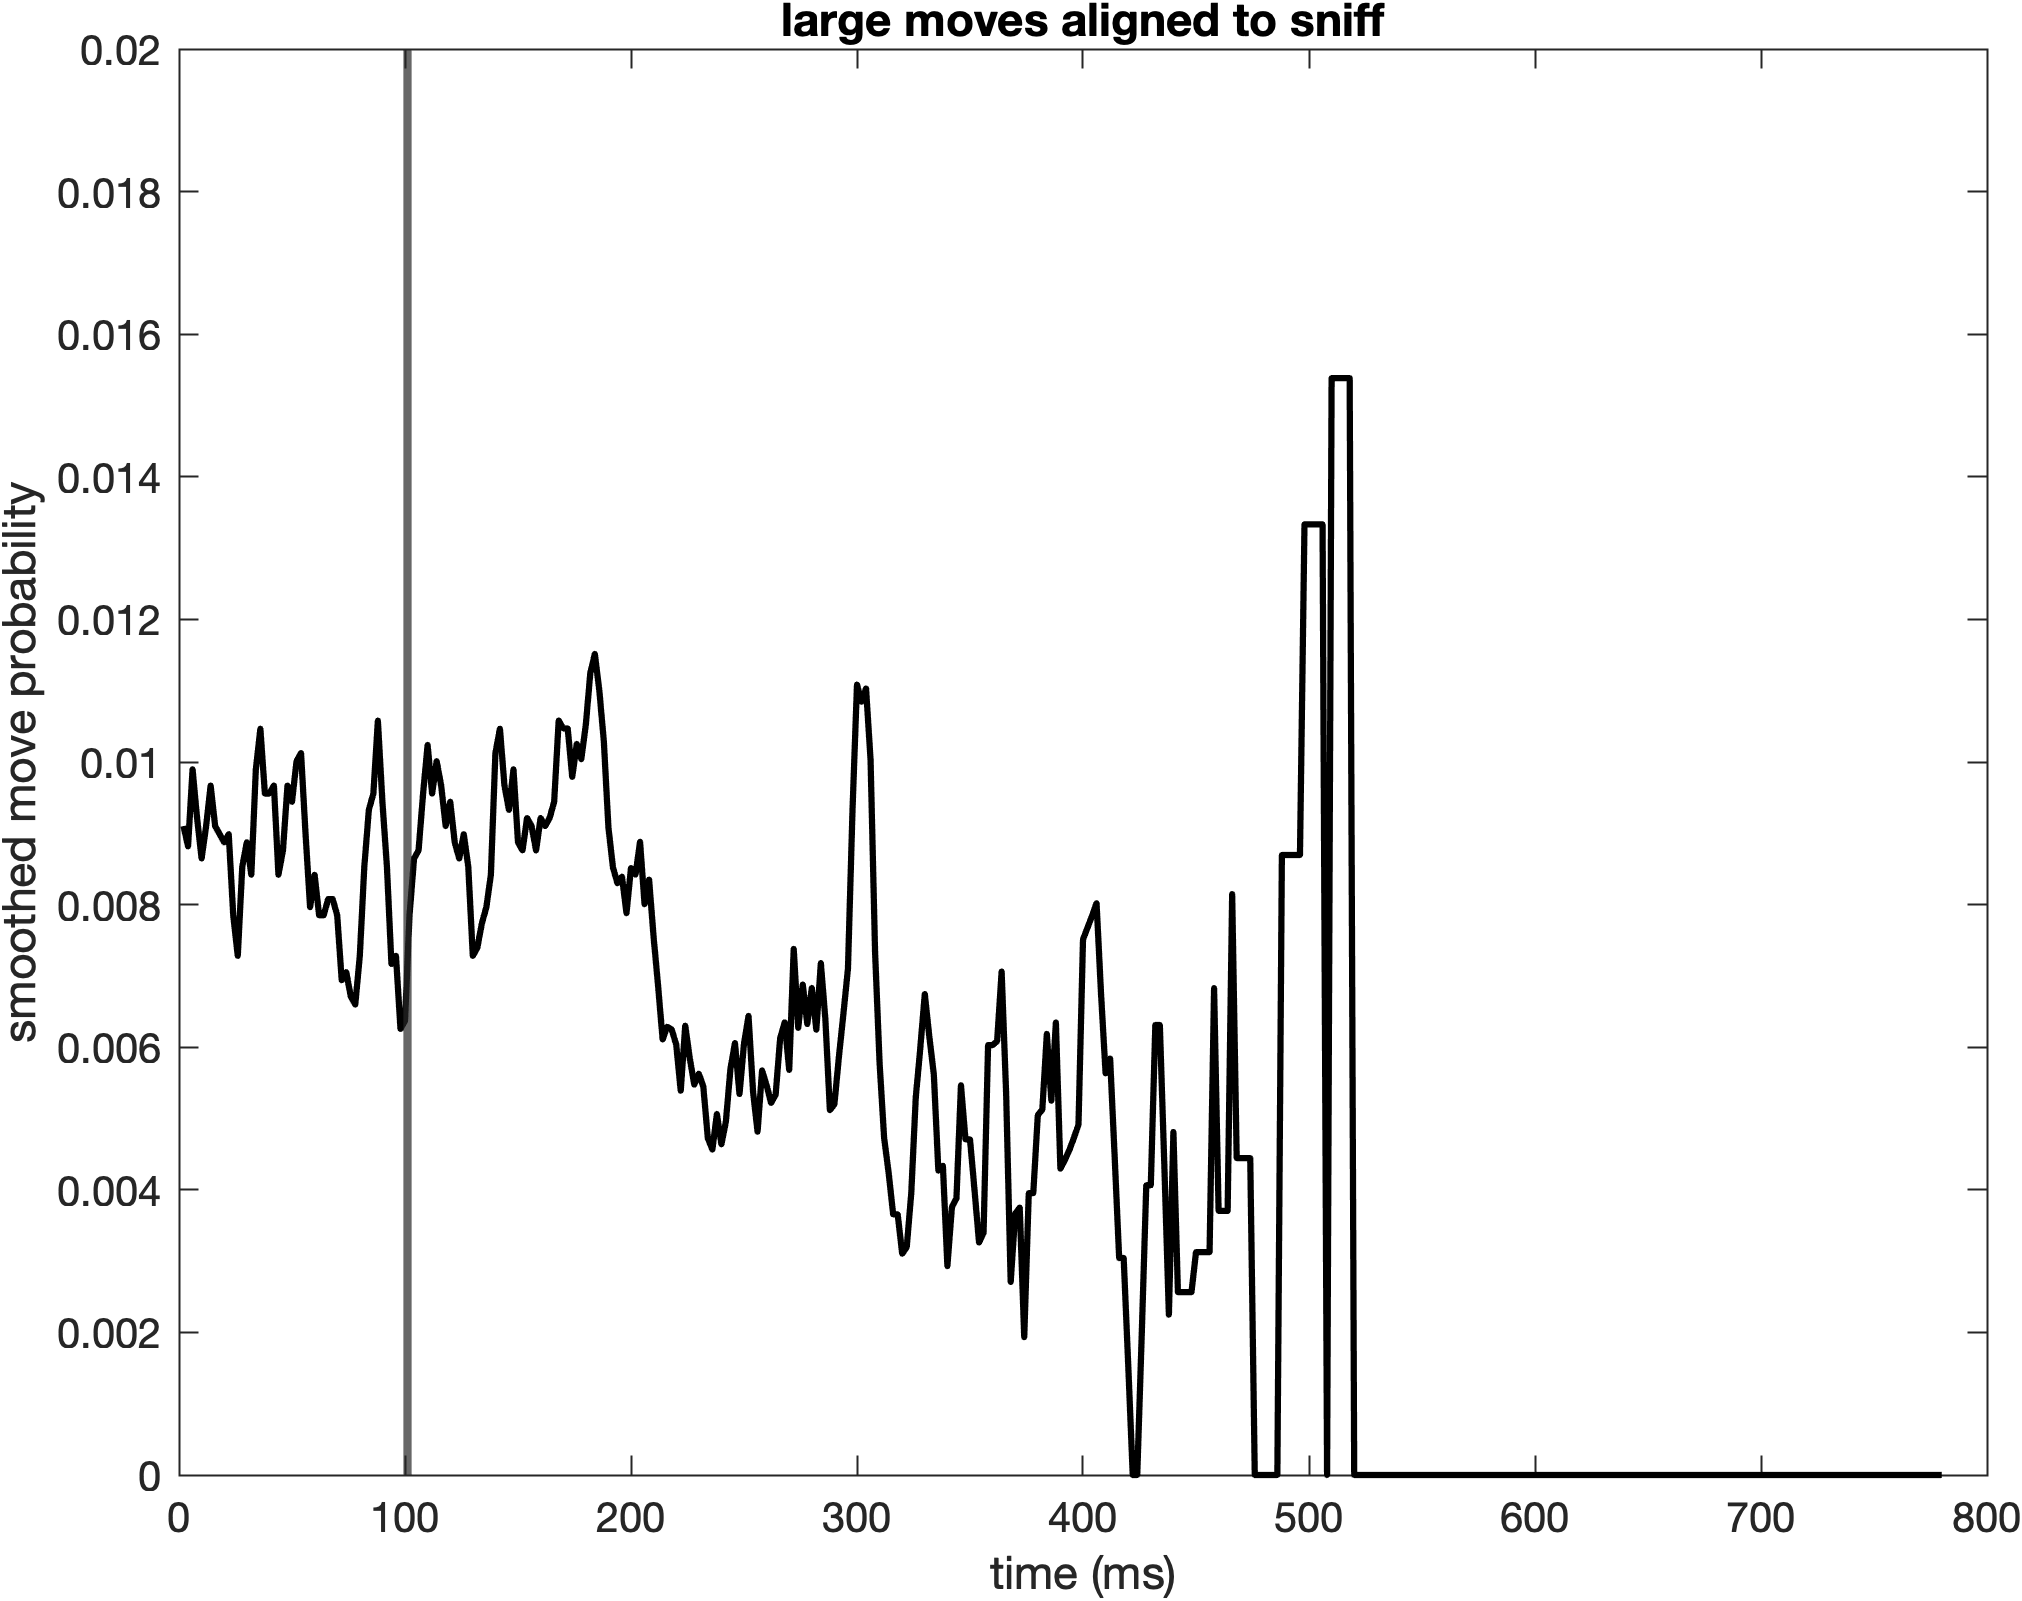 large moves aligned to sniff
smoothed move probability
0.02
0.018
0.016
0.014
0.012
0.01
0.008
0.006
0.004
0.002
0
0 100 200 300 400 500 600 700 800
time (ms)